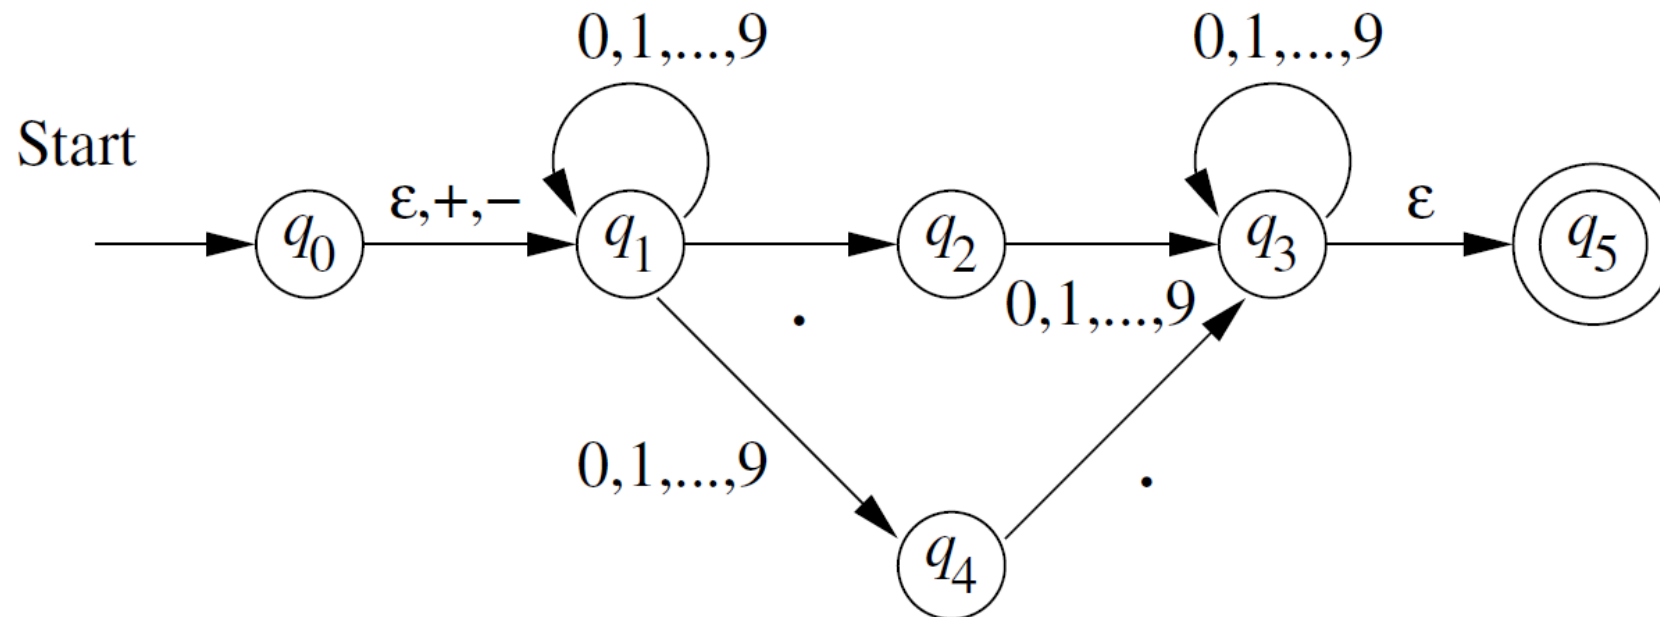 0,1,...,9 0,1,...,9
Start
q0 ε,+,− q1 q2 q3 ε q5
. 0,1,...,9
0,1,...,9 .
q4